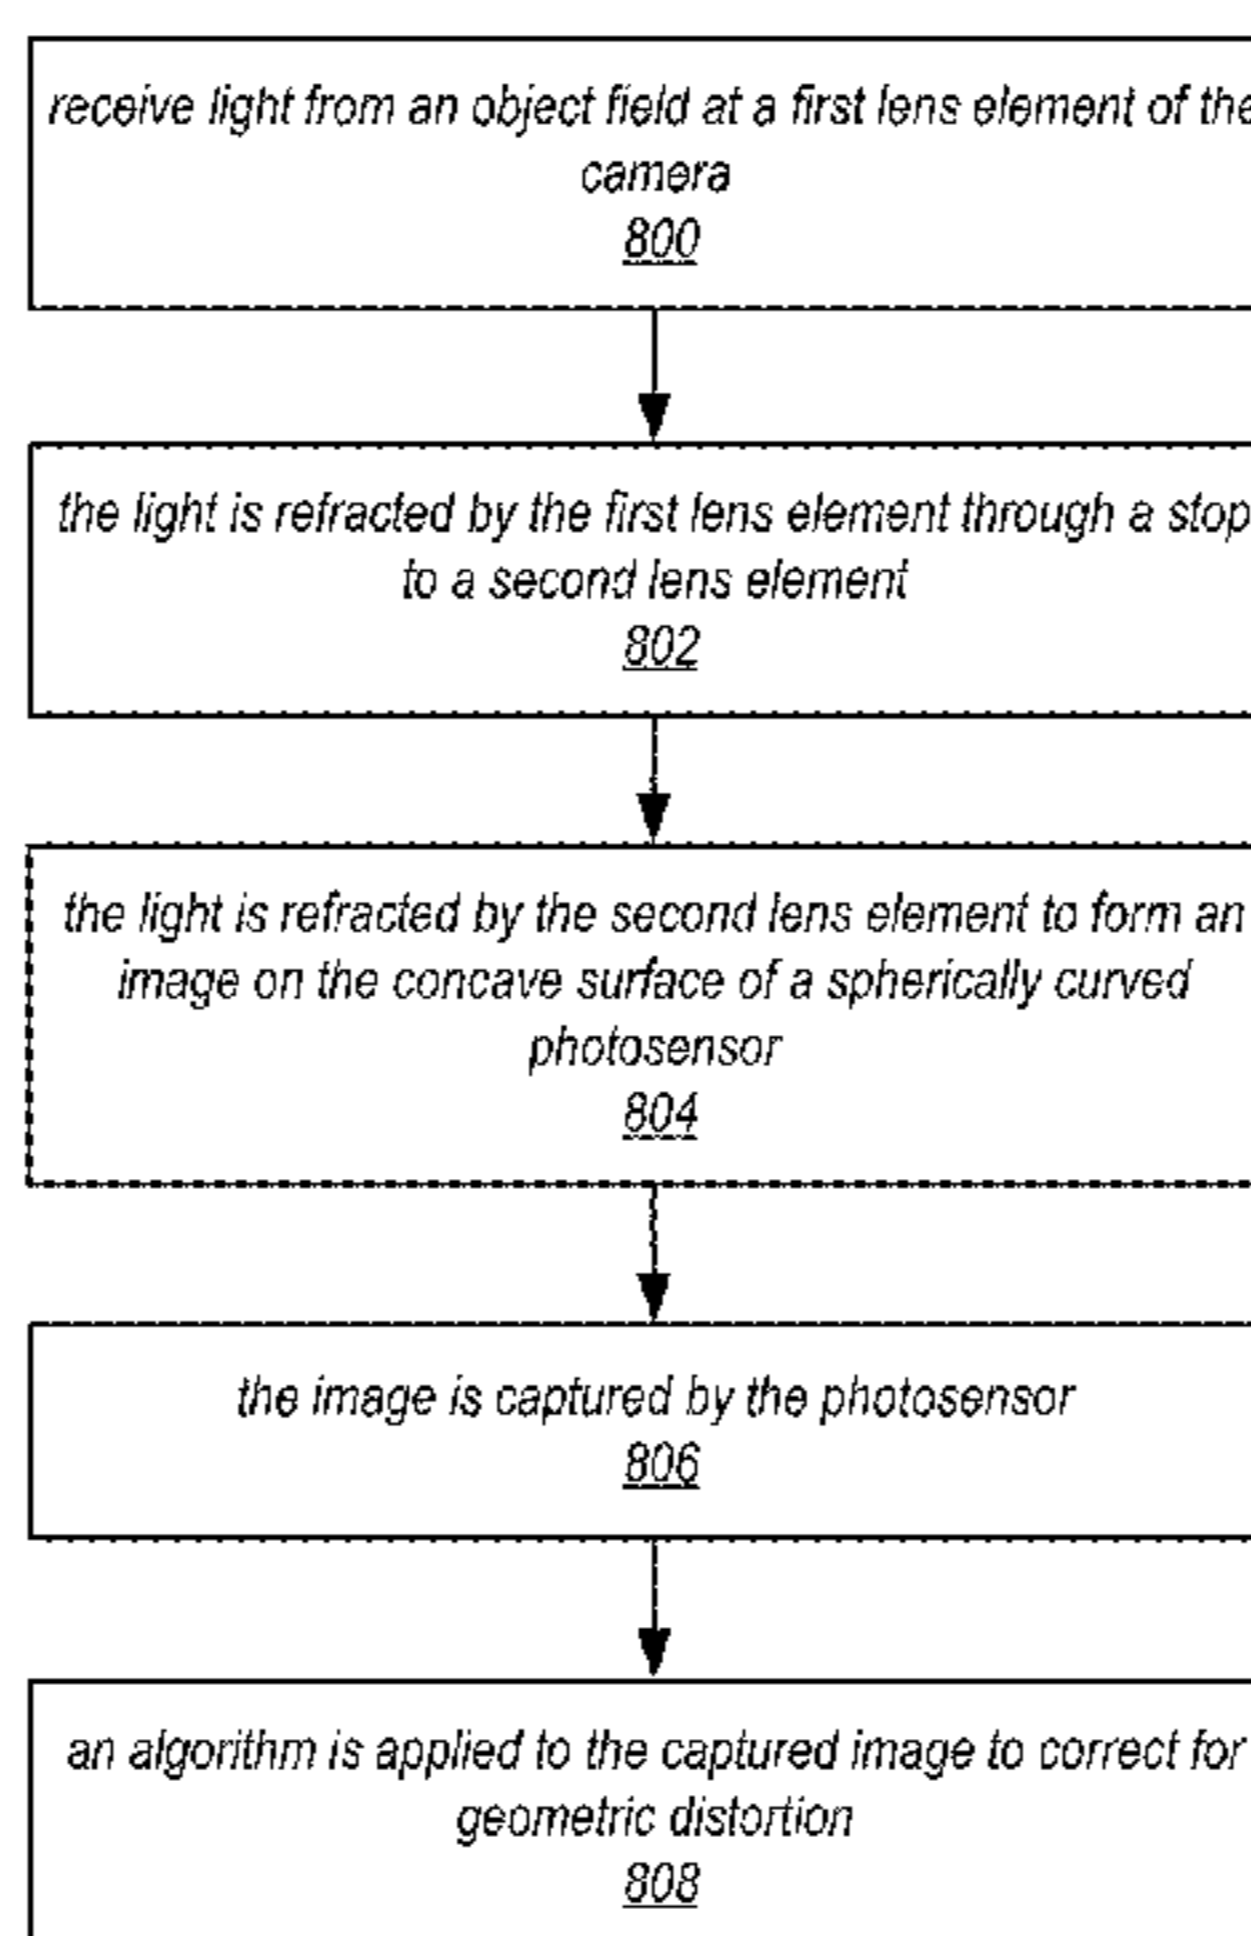 receive light from an object field at a first lens element of the
camera
800
the light is refracted by the first lens element through a stop
to a second lens element
802
the light is refracted by the second lens element to form an
image on the concave surface of a spherically curved
photosensor
804
the image is captured by the photosensor
806
an algorithm is applied to the captured image to correct for
geometric distortion
808